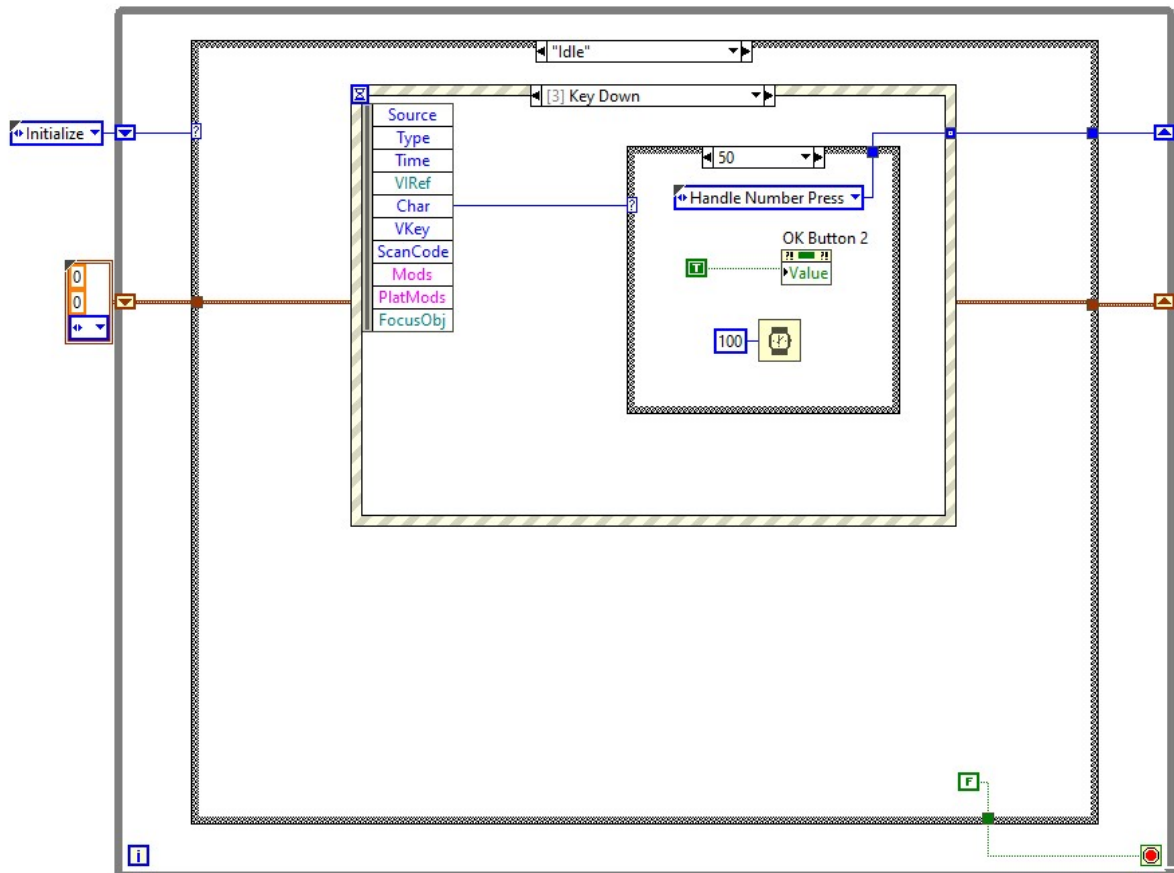 "Idle"
[3] Key Down
Initialize
Source
Type
Time
VIRef
Char
VKey
ScanCode
Mods
PlatMods
FocusObj
50
?
?
Handle Number Press
OK Button 2
?! ?!
T
Value
100
0
0
F
i